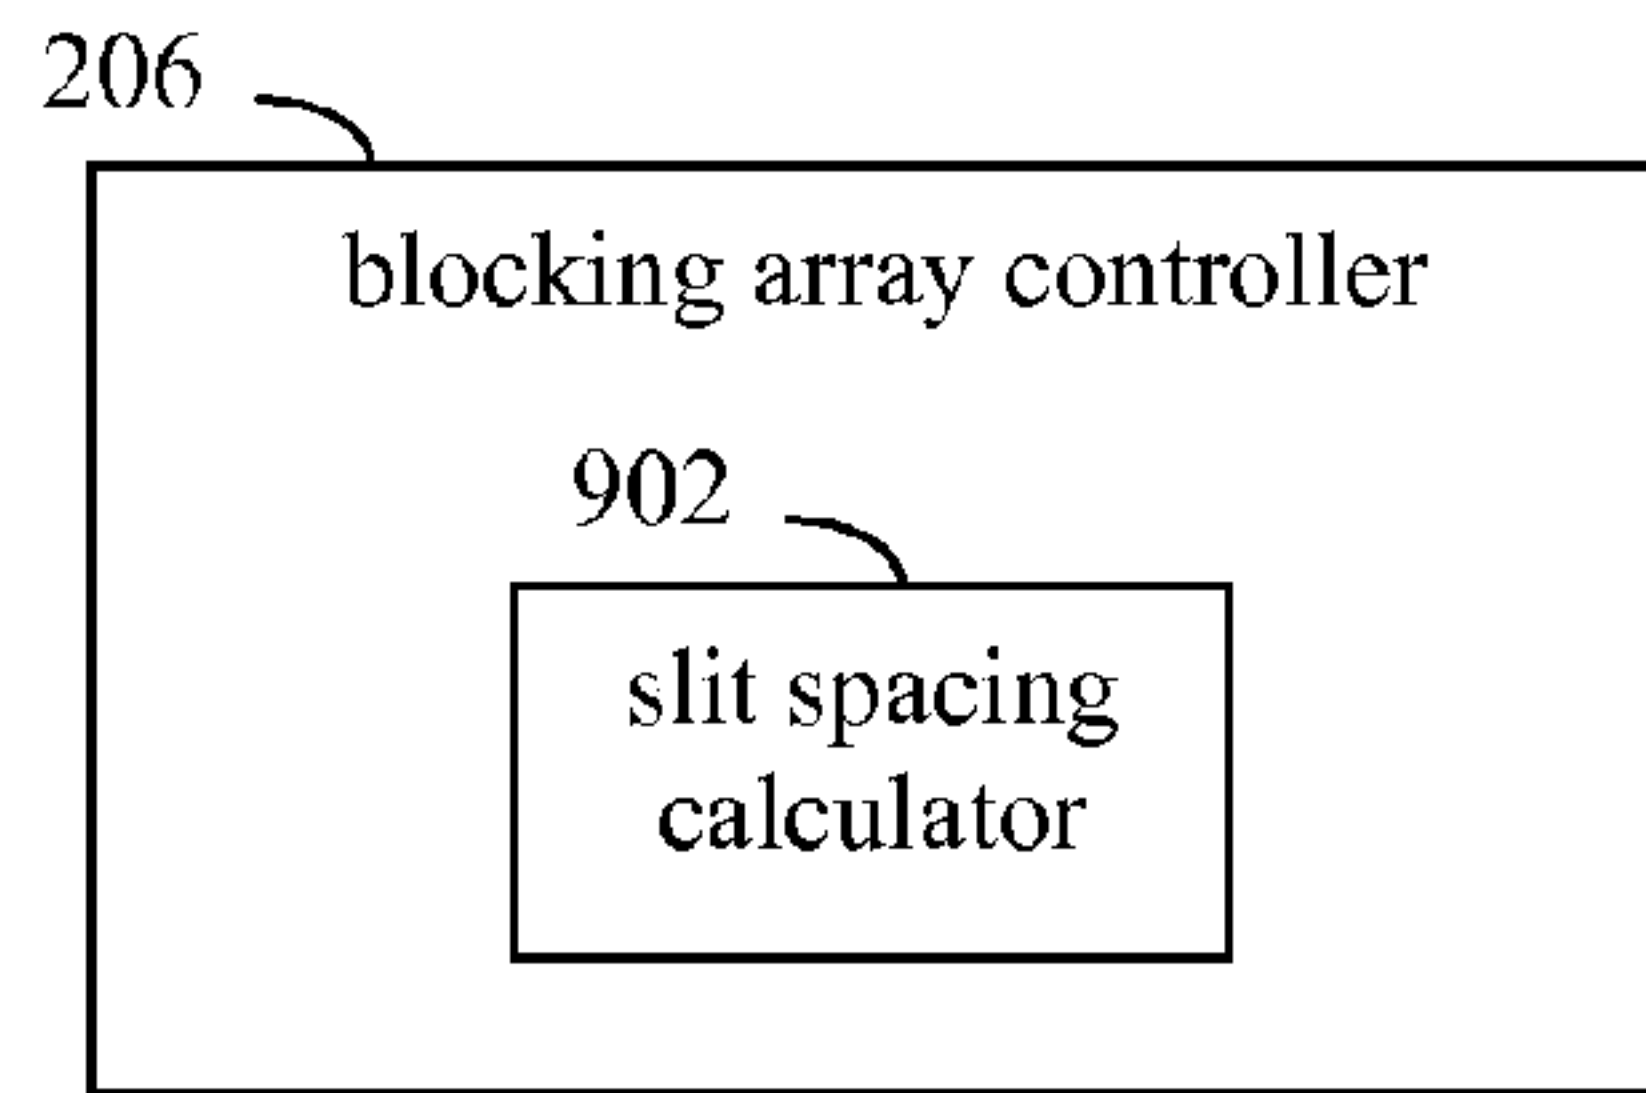 206
blocking array controller
902
slit spacing
calculator